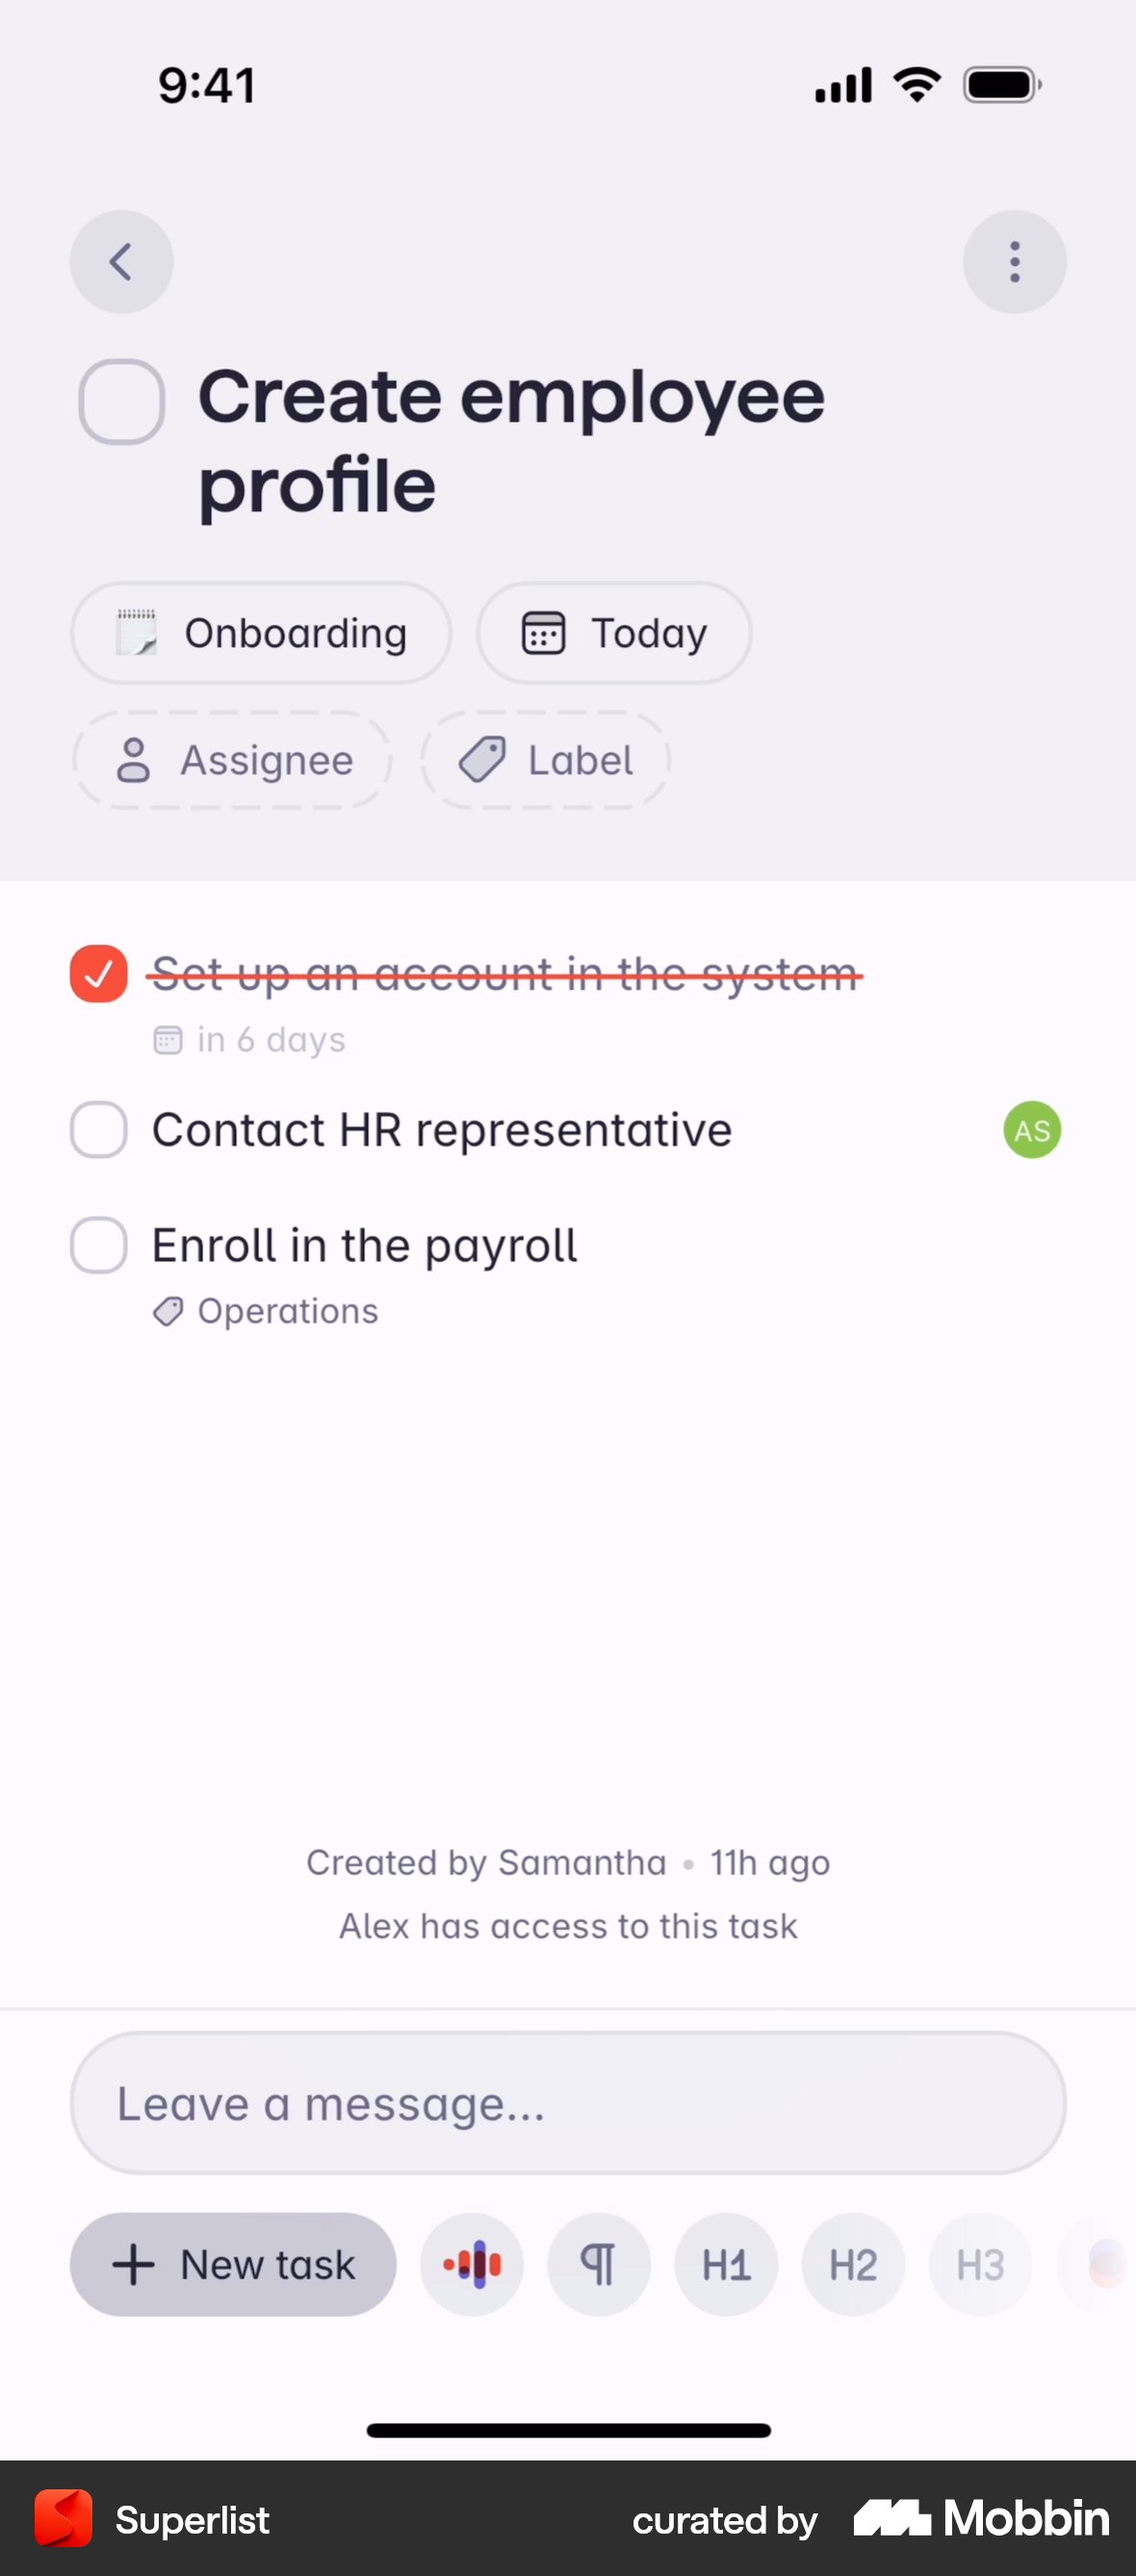 9:41
Create employee
profile
Onboarding
Today
Assignee
Label
Set up an account in the system
in 6 days
Contact HR representative
AS
Enroll in the payroll
Operations
Created by Samantha • 11h ago
Alex has access to this task
Leave a message...
New task
¶
H1
H2
H3
Superlist
curated by
Mobbin